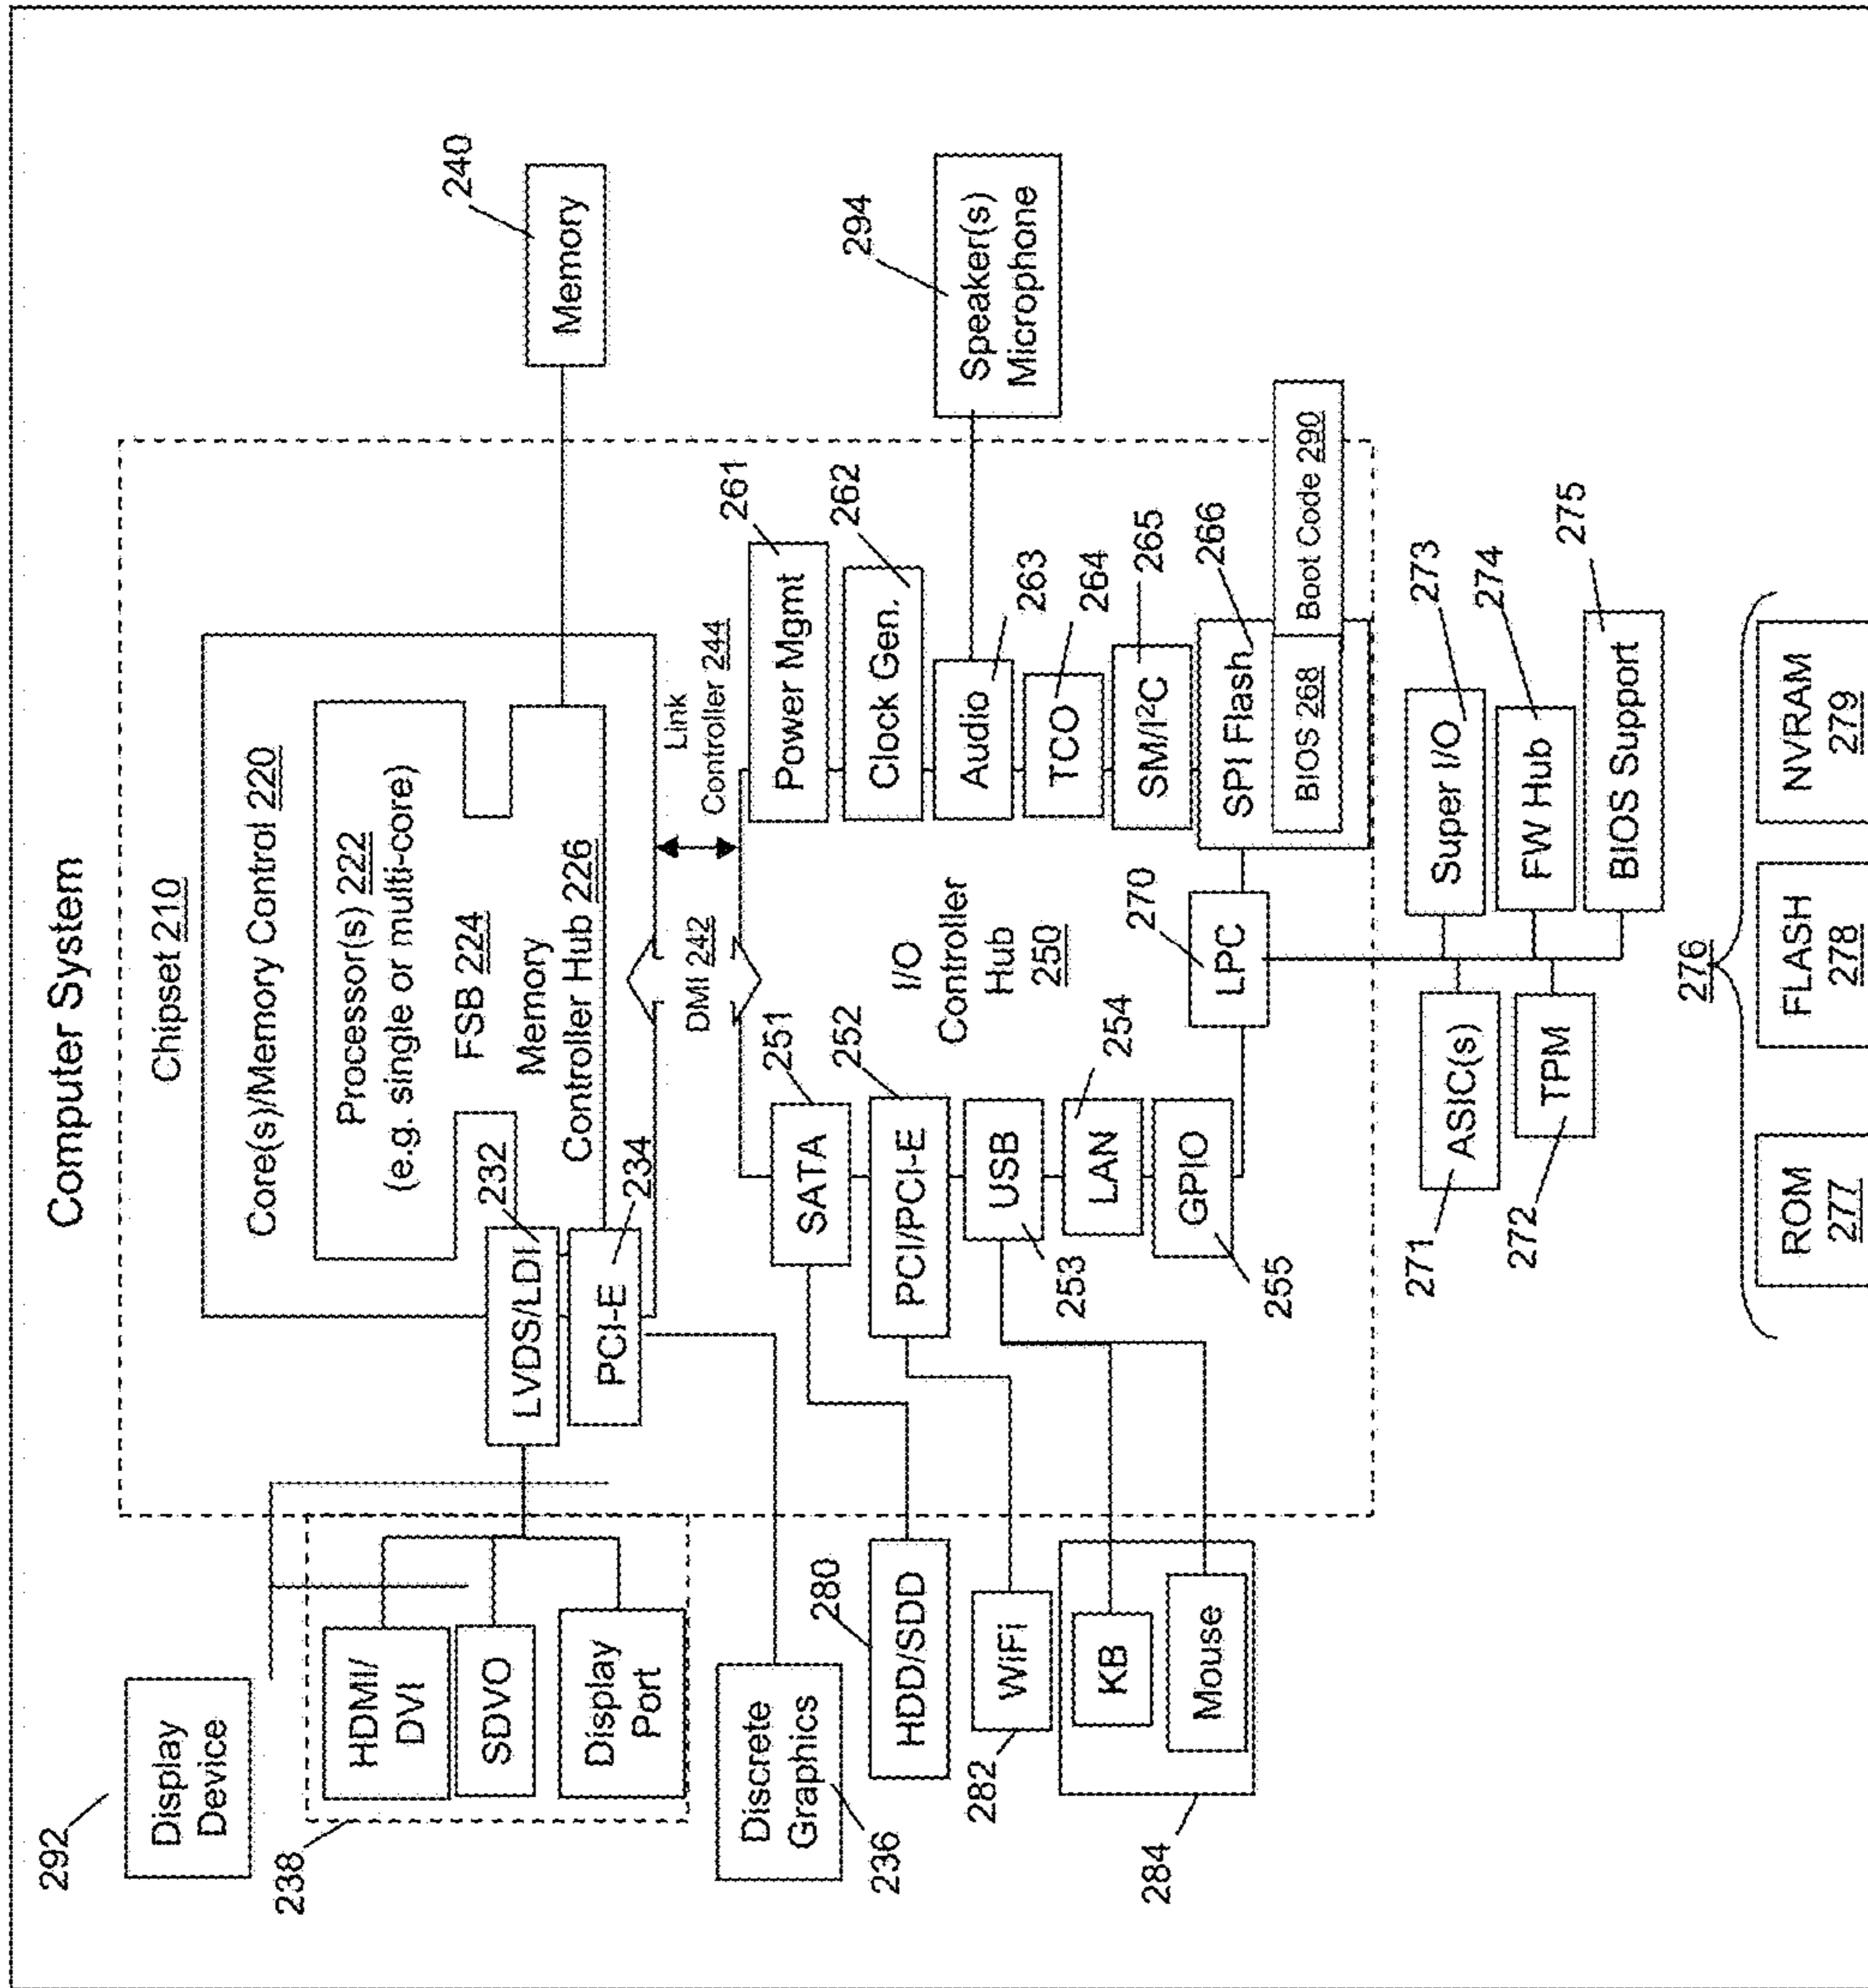 Computer System
292
Display
Device
238
HDMI/
DVI
SDVO
Display
Port
Discrete
Graphics
236
Chipset 210
Core(s)/Memory Control 220
Processor(s) 222
(e.g. single or multi-core)
FSB 224
Memory
Controller Hub 226
LVDS/LDI
232
PCI-E
234
Memory
240
DMI 242
Link
Controller 244
I/O
Controller
Hub
250
SATA
251
PCI/PCI-E
252
USB
253
LAN
254
GPIO
255
Power Mgmt
261
Clock Gen.
262
Audio
263
TCO
264
SM/I²C
265
SPI Flash
266
BIOS 268
Boot Code 290
Speaker(s)
Microphone
294
LPC
270
HDD/SDD
280
WiFi
282
KB
Mouse
284
ASIC(s)
271
TPM
272
Super I/O
273
FW Hub
274
BIOS Support
275
276
ROM
277
FLASH
278
NVRAM
279